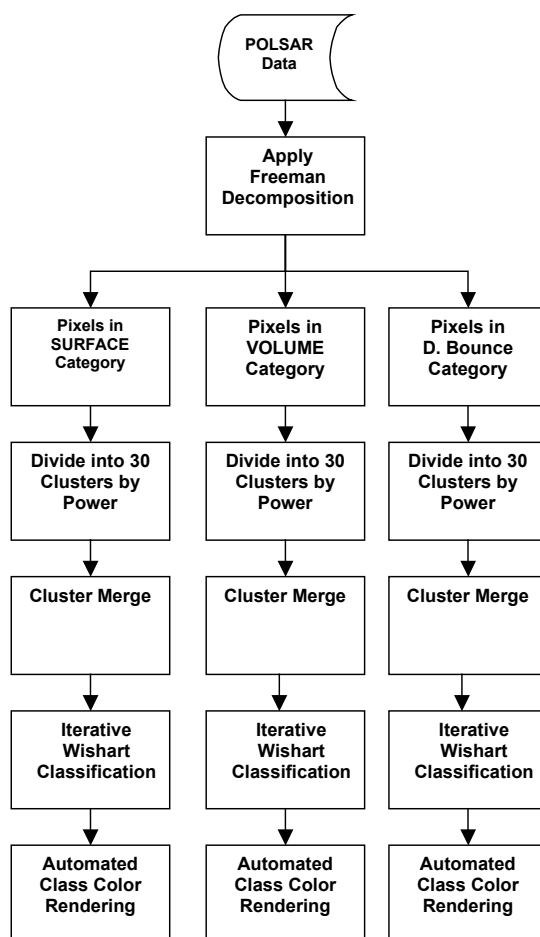 POLSAR
Data
Apply
Freeman
Decomposition
Pixels in
SURFACE
Category
Pixels in
VOLUME
Category
Pixels in
D. Bounce
Category
Divide into 30
Clusters by
Power
Divide into 30
Clusters by
Power
Divide into 30
Clusters by
Power
Cluster Merge
Cluster Merge
Cluster Merge
Iterative
Wishart
Classification
Iterative
Wishart
Classification
Iterative
Wishart
Classification
Automated
Class Color
Rendering
Automated
Class Color
Rendering
Automated
Class Color
Rendering